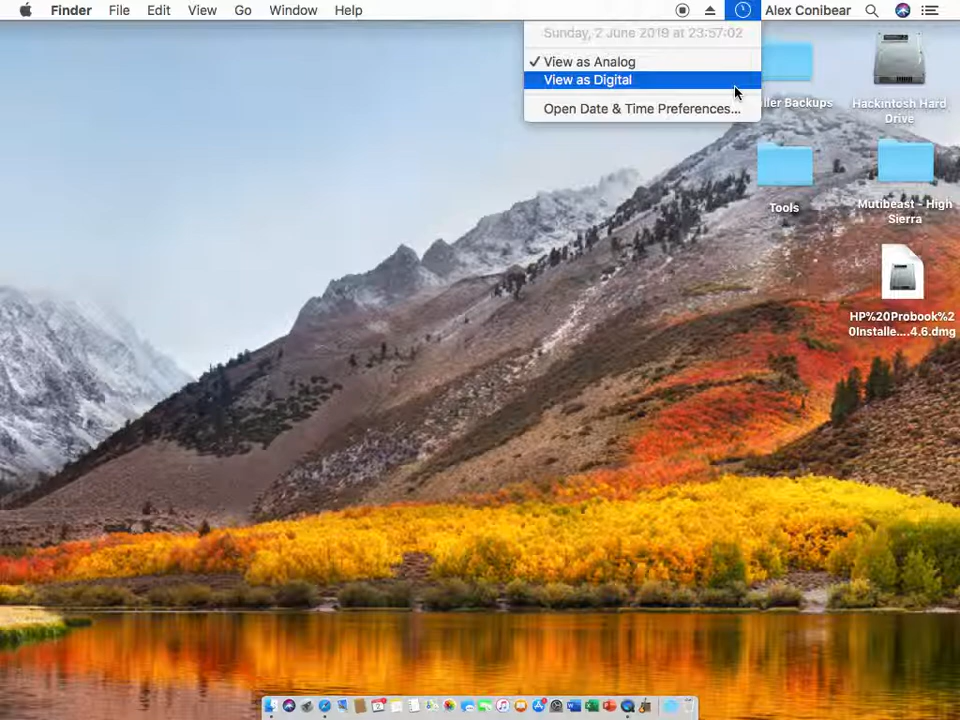 Finder File Edit View Go Window Help Alex Conibear
Sunday, 2 June 2019 at 23:57:02
✓ View as Analog
View as Digital
Open Date & Time Preferences...
ller Backups
Hackintosh Hard
Drive
Tools
Mutibeast - High
Sierra
HP%20Probook%2
0Installe....4.6.dmg